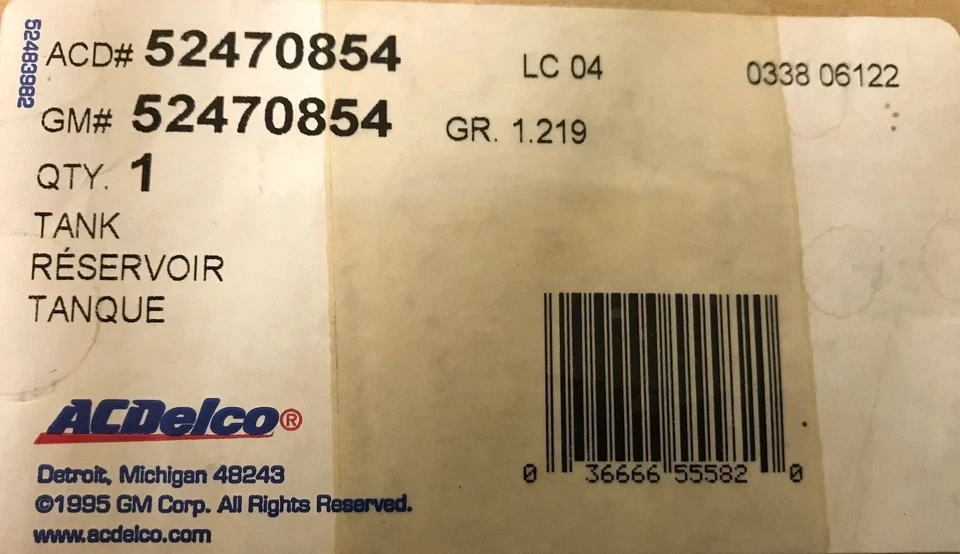 52483982
ACD# 52470854
LC 04
0338 06122
GM# 52470854
GR. 1.219
QTY. 1
TANK
RÉSERVOIR
TANQUE
ACDelco®
Detroit, Michigan 48243
©1995 GM Corp. All Rights Reserved.
www.acdelco.com
0 36666 55582 0